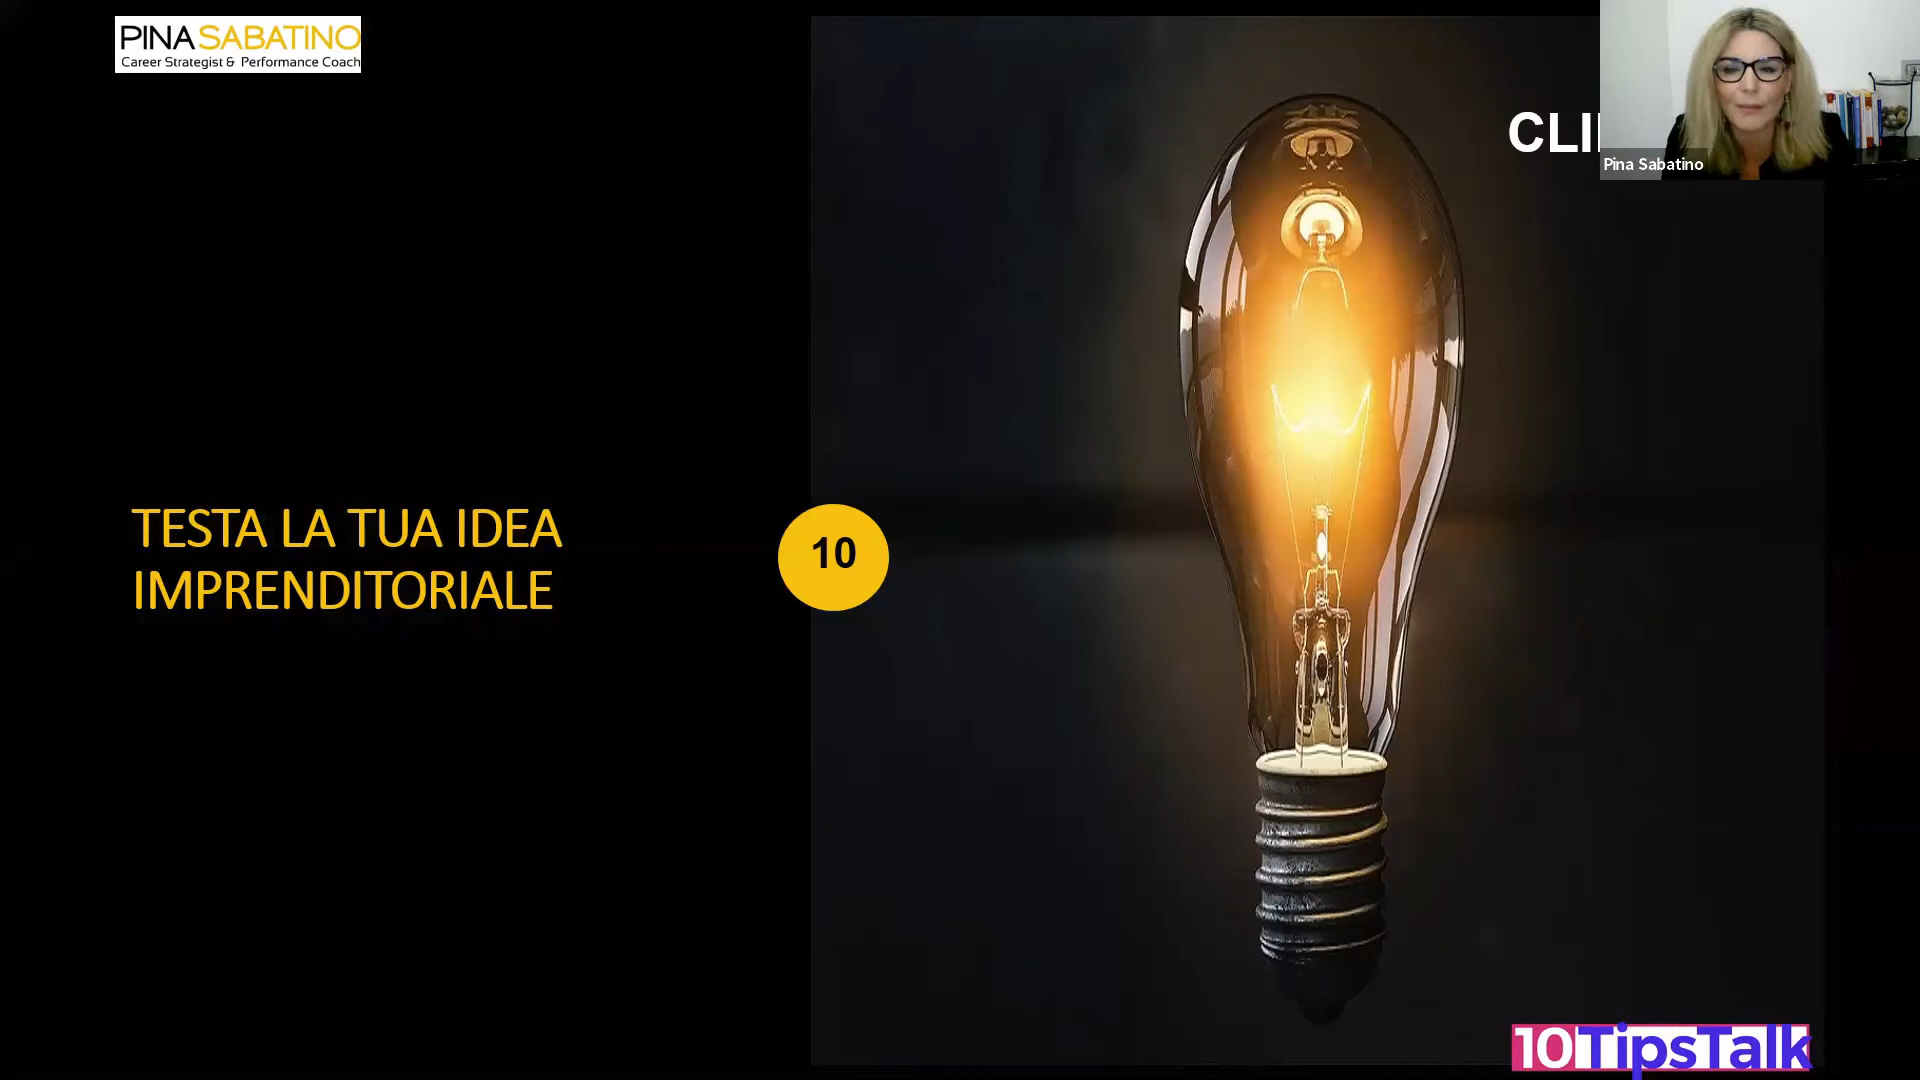 PINA SABATINO
Career Strategist & Performance Coach
CLI
Pina Sabatino
TESTA LA TUA IDEA
IMPRENDITORIALE
10
10TipsTalk